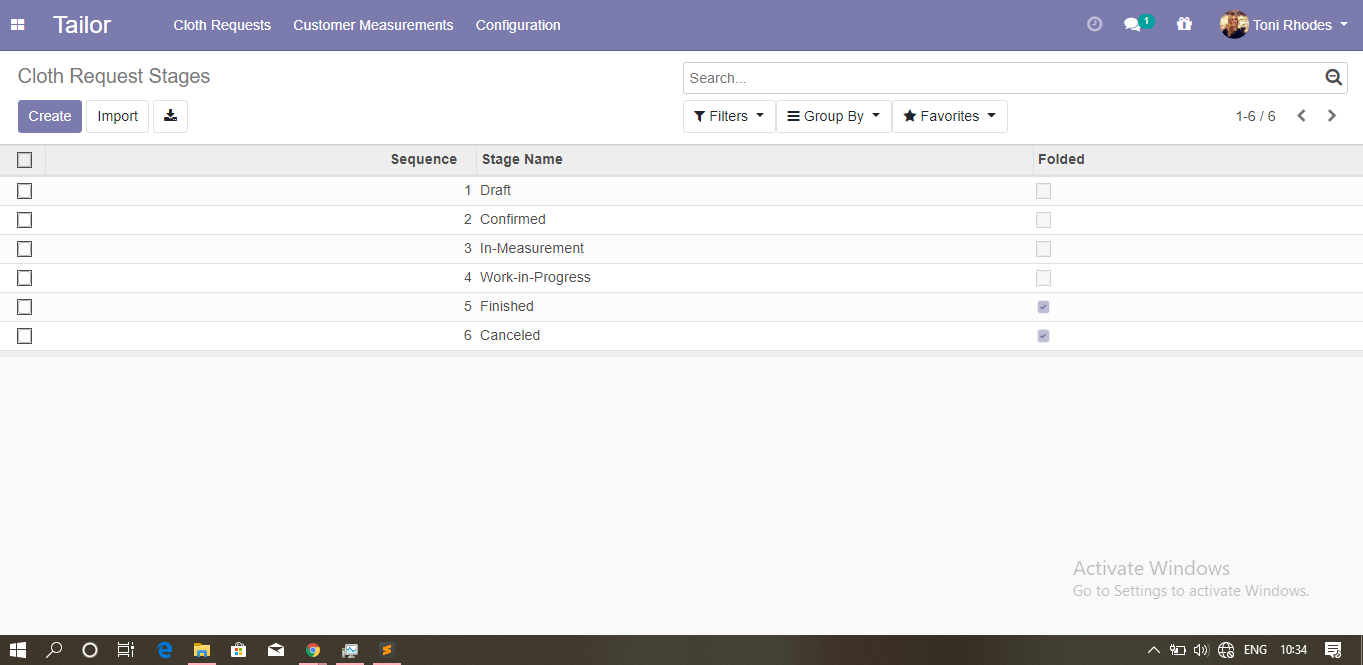 Tailor Cloth Requests Customer Measurements Configuration 1 Toni Rhodes
Cloth Request Stages
Search...
Create Import Filters Group By Favorites 1-6 / 6
Sequence Stage Name Folded
1 Draft
2 Confirmed
3 In-Measurement
4 Work-in-Progress
5 Finished
6 Canceled
Activate Windows
Go to Settings to activate Windows.
ENG 10:34